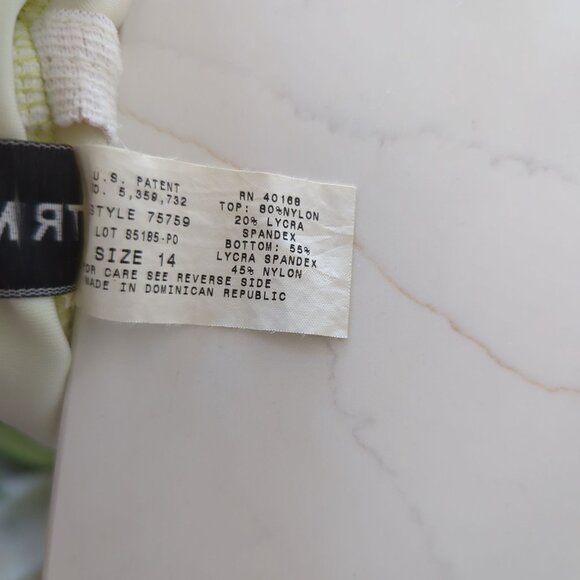 U.S. PATENT
NO. 5,359,732
STYLE 75759
LOT S5185-PO
SIZE 14
RN 40168
TOP: 80%NYLON
20% LYCRA
SPANDEX
BOTTOM: 55%
LYCRA SPANDEX
45% NYLON
FOR CARE SEE REVERSE SIDE
MADE IN DOMINICAN REPUBLIC